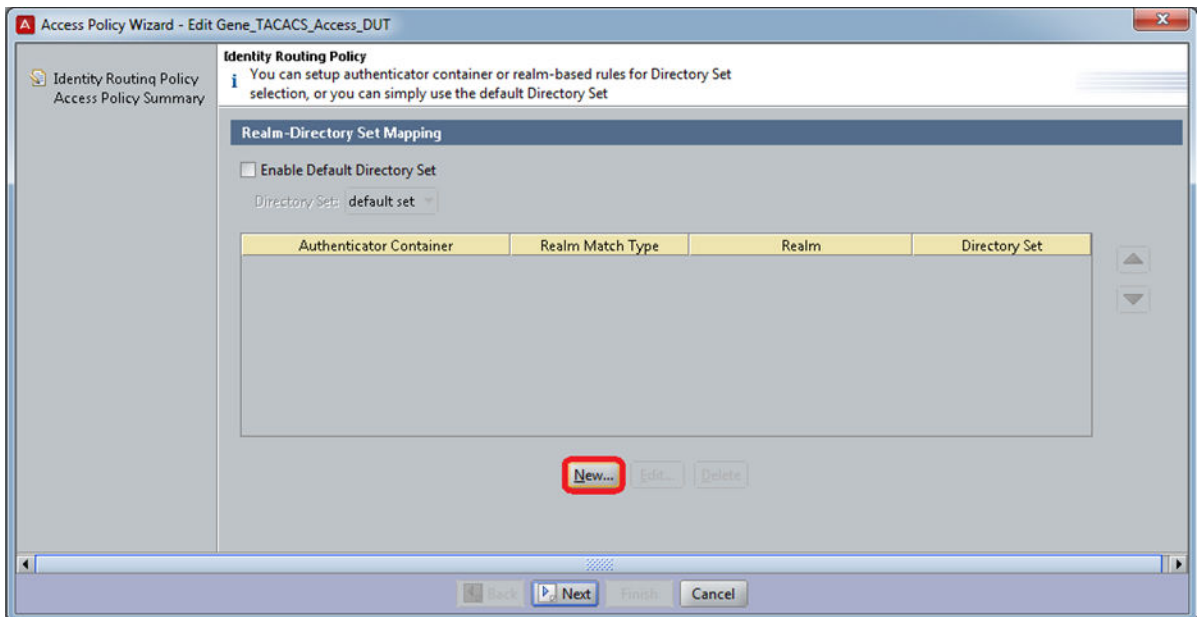 A Access Policy Wizard - Edit Gene_TACACS_Access_DUT
x
Identity Routing Policy
Access Policy Summary
Identity Routing Policy
i You can setup authenticator container or realm-based rules for Directory Set
selection, or you can simply use the default Directory Set
Realm-Directory Set Mapping
Enable Default Directory Set
Directory Set: default set
Authenticator Container Realm Match Type Realm Directory Set
New... Edit... Delete
Back Next Finish Cancel